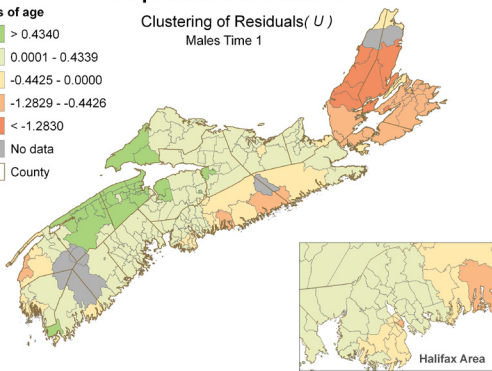 s of age
Clustering of Residuals( U )
Males Time 1
> 0.4340
0.0001 - 0.4339
-0.4425 - 0.0000
-1.2829 - -0.4426
< -1.2830
No data
County
Halifax Area